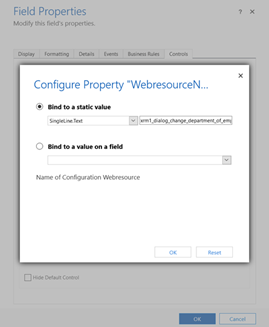 Field Properties
? ×
Modify this field's properties.
Display Formatting Details Events Business Rules Controls
×
Configure Property "WebresourceN...
Bind to a static value
SingleLine.Text
arm1_dialog_change_department_of_emp
Bind to a value on a field
Name of Configuration Webresource
OK Reset
Hide Default Control
OK Cancel